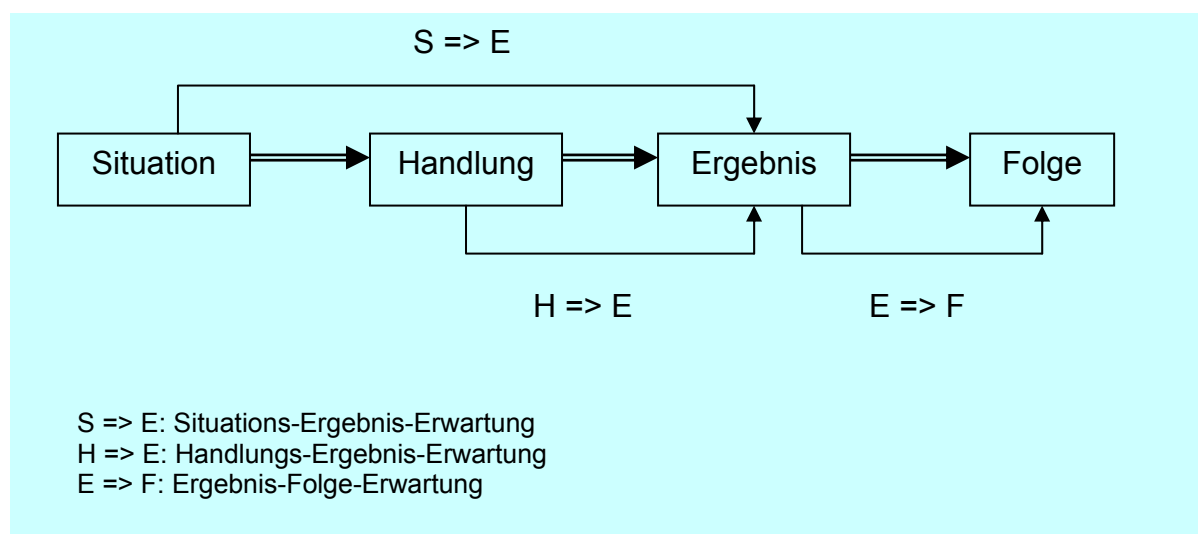 S => E
Situation Handlung Ergebnis Folge
H => E E => F
S => E: Situations-Ergebnis-Erwartung
H => E: Handlungs-Ergebnis-Erwartung
E => F: Ergebnis-Folge-Erwartung